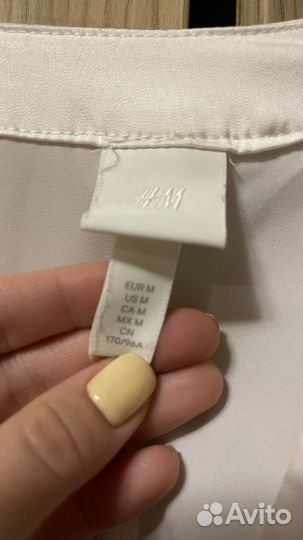 H&M
EUR M
US M
CA M
MX M
CN
170/96A
Avito